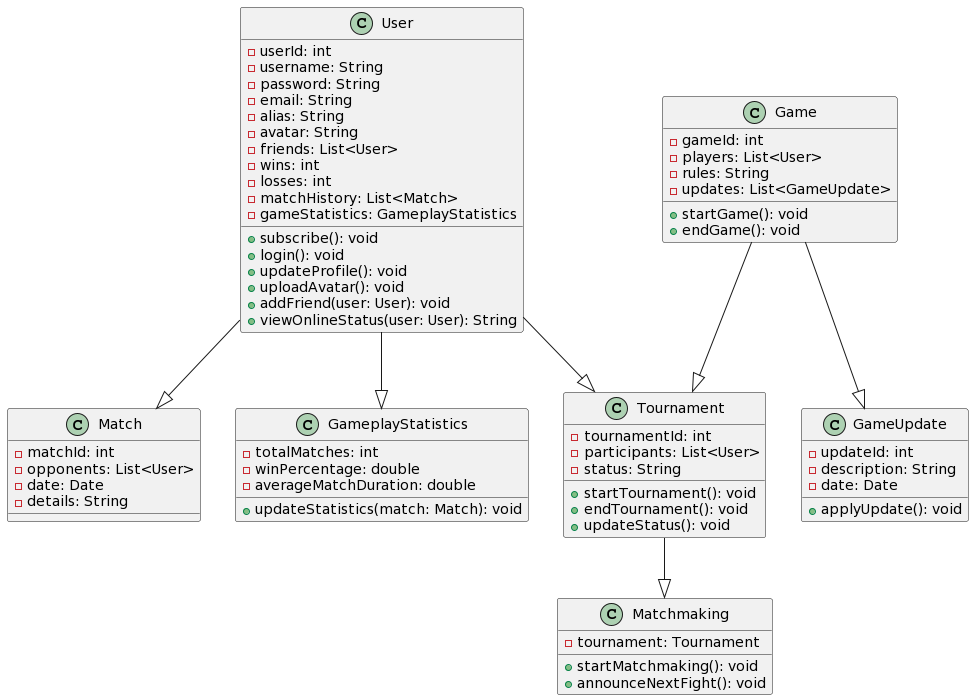 C User
userId: int
username: String
password: String
email: String
alias: String
avatar: String
friends: List<User>
wins: int
losses: int
matchHistory: List<Match>
gameStatistics: GameplayStatistics
subscribe(): void
login(): void
updateProfile(): void
uploadAvatar(): void
addFriend(user: User): void
viewOnlineStatus(user: User): String
C Game
gameId: int
players: List<User>
rules: String
updates: List<GameUpdate>
startGame(): void
endGame(): void
C Match
matchId: int
opponents: List<User>
date: Date
details: String
C GameplayStatistics
totalMatches: int
winPercentage: double
averageMatchDuration: double
updateStatistics(match: Match): void
C Tournament
tournamentId: int
participants: List<User>
status: String
startTournament(): void
endTournament(): void
updateStatus(): void
C GameUpdate
updateId: int
description: String
date: Date
applyUpdate(): void
C Matchmaking
tournament: Tournament
startMatchmaking(): void
announceNextFight(): void